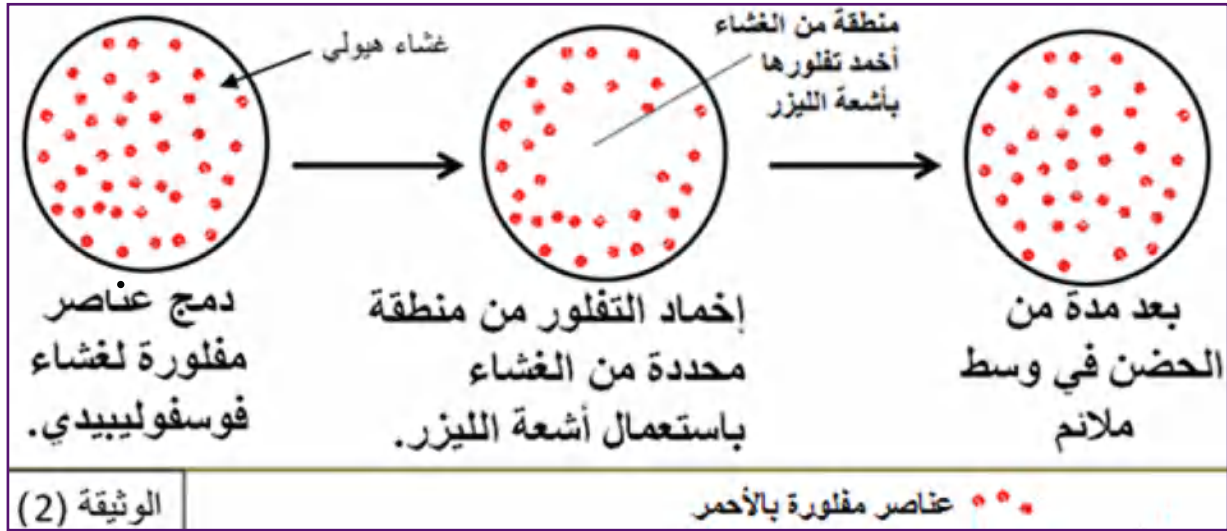 غشاء هيولي
منطقة من الغشاء
أخمد تفلورها
بأشعة الليزر
دمج عناصر
مفلورة لغشاء
فوسفوليبيدي.
إخماد التفلور من منطقة
محددة من الغشاء
باستعمال أشعة الليزر.
بعد مدة من
الحضن في وسط
ملائم
الوثيقة (2)
عناصر مفلورة بالأحمر